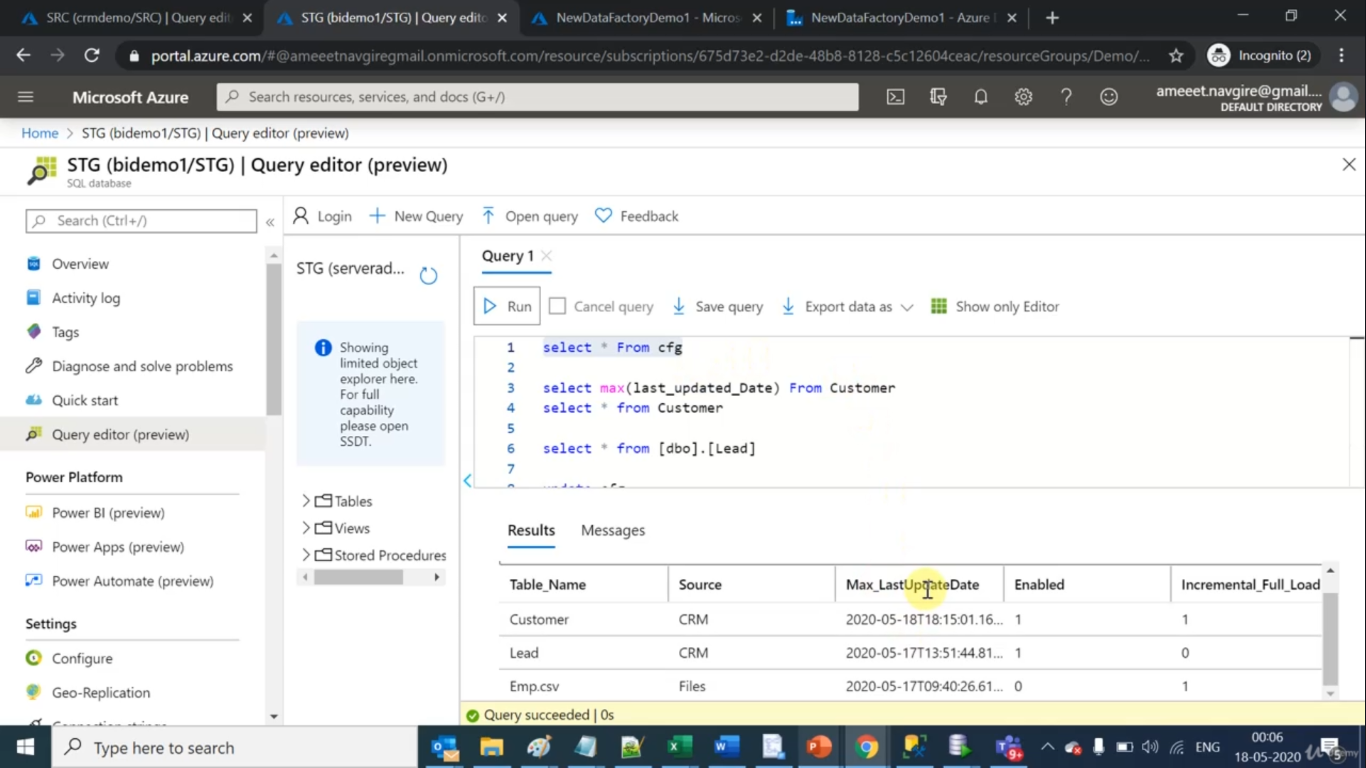 SRC (crmdemo/SRC) | Query edit
STG (bidemo1/STG) | Query edito
NewDataFactoryDemo1 - Micros
NewDataFactoryDemo1 - Azure D
portal.azure.com/#@ameeetnavgiregmail.onmicrosoft.com/resource/subscriptions/675d73e2-d2de-48b8-8128-c5c12604ceac/resourceGroups/Demo/...
Incognito (2)
Microsoft Azure
Search resources, services, and docs (G+/)
ameeet.navgire@gmail....
DEFAULT DIRECTORY
Home > STG (bidemo1/STG) | Query editor (preview)
STG (bidemo1/STG) | Query editor (preview)
SQL database
Search (Ctrl+/)
«
Overview
Activity log
Tags
Diagnose and solve problems
Quick start
Query editor (preview)
Power Platform
Power BI (preview)
Power Apps (preview)
Power Automate (preview)
Settings
Configure
Geo-Replication
Connection strings
Login
New Query
Open query
Feedback
STG (serverad...
Showing
limited object
explorer here.
For full
capability
please open
SSDT.
Tables
Views
Stored Procedures
Query 1
Run
Cancel query
Save query
Export data as
Show only Editor
1 select * From cfg
2
3 select max(last_updated_Date) From Customer
4 select * from Customer
5
6 select * from [dbo].[Lead]
7
8 update cfg
Results Messages
Table_Name Source Max_LastUpdateDate Enabled Incremental_Full_Load
Customer CRM 2020-05-18T18:15:01.16... 1 1
Lead CRM 2020-05-17T13:51:44.81... 1 0
Emp.csv Files 2020-05-17T09:40:26.61... 0 1
Query succeeded | 0s
Type here to search
9+
ENG
00:06
18-05-2020
5